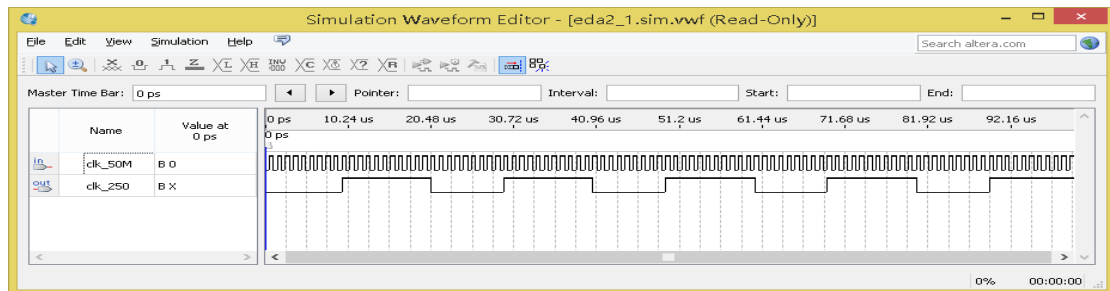 Simulation Waveform Editor - [eda2_1.sim.vwf (Read-Only)]
File Edit View Simulation Help
Search altera.com
Master Time Bar: 0 ps Pointer: Interval: Start: End:
Name Value at 0 ps
0 ps 10.24 us 20.48 us 30.72 us 40.96 us 51.2 us 61.44 us 71.68 us 81.92 us 92.16 us
0 ps
in clk_50M B 0
out clk_250 B X
0% 00:00:00